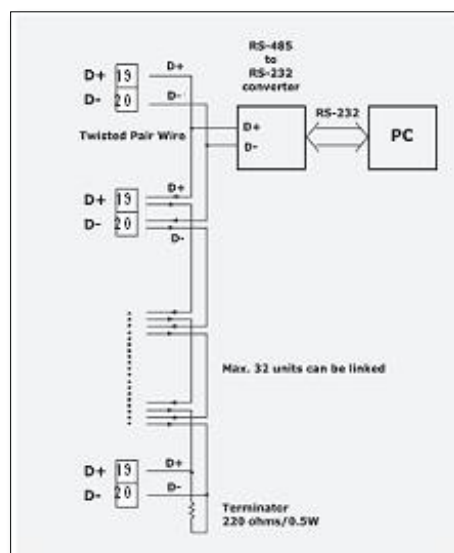 RS-485
to
RS-232
converter
D+ 19 D+
D- 20 D-
Twisted Pair Wire
D+
D-
RS-232
PC
D+ 19 D+
D- 20 D-
Max. 32 units can be linked
D+ 19 D+
D- 20 D-
Terminator
220 ohms/0.5W